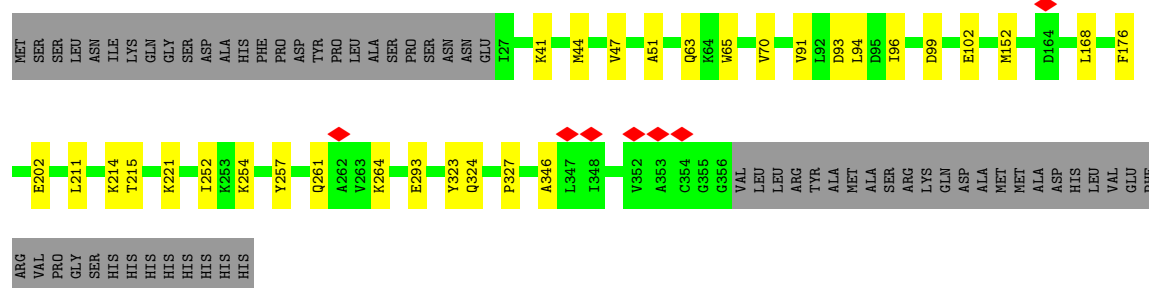 MET SER SER LEU ASN ILE LYS GLN GLY SER ASP ALA HIS PHE PRO ASP TYR PRO LEU ALA SER PRO SER ASN ASN GLU I27 K41 M44 V47 A51 Q63 K64 W65 V70 V91 L92 D93 L94 D95 I96 D99 E102 M152 D164 L168 F176
E202 L211 K214 T215 K221 I252 K253 K254 Y257 Q261 A262 V263 K264 E293 Y323 Q324 P327 A346 L347 I348 V352 A353 C354 G355 G356 VAL LEU LEU ARG TYR ALA MET ALA SER ARG LYS GLN ASP ALA MET MET ALA ASP HIS LEU VAL GLU
ARG VAL PRO GLY SER HIS HIS HIS HIS HIS HIS HIS HIS